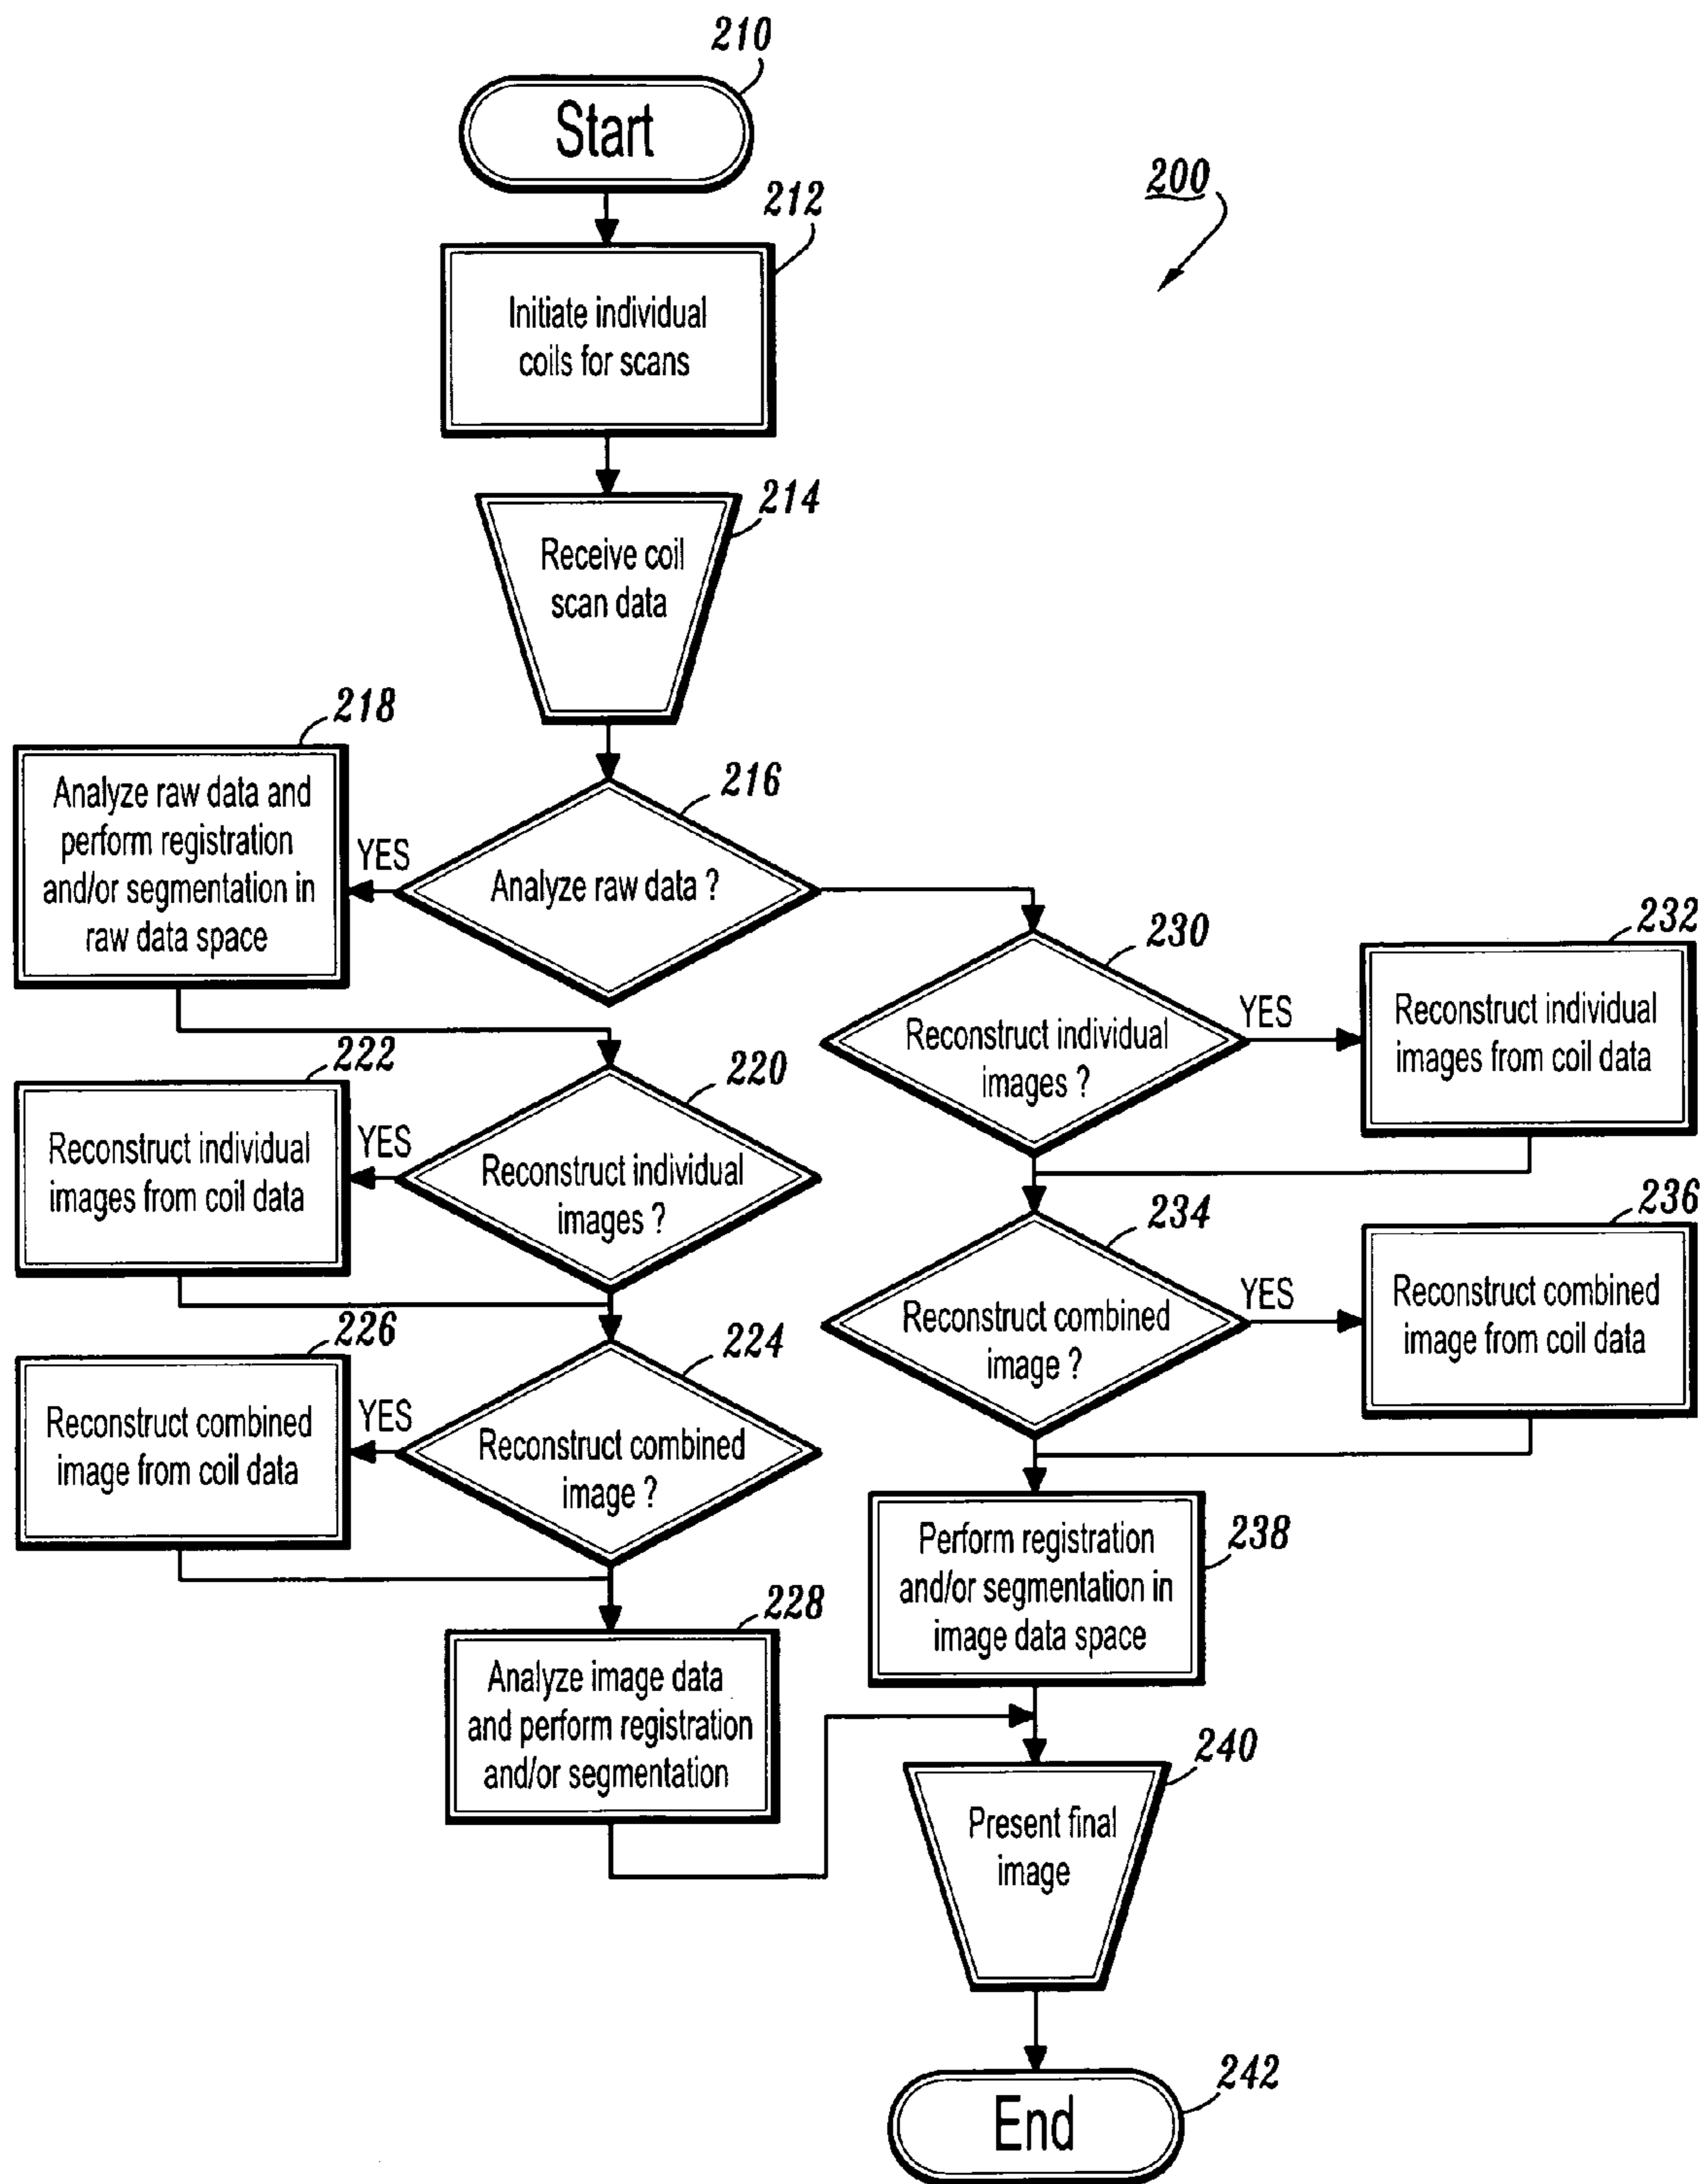 210
Start
200
212
Initiate individual
coils for scans
214
Receive coil
scan data
216
Analyze raw data ?
YES
218
Analyze raw data and
perform registration
and/or segmentation in
raw data space
220
Reconstruct individual
images ?
YES
222
Reconstruct individual
images from coil data
224
Reconstruct combined
image ?
YES
226
Reconstruct combined
image from coil data
228
Analyze image data
and perform registration
and/or segmentation
230
Reconstruct individual
images ?
YES
232
Reconstruct individual
images from coil data
234
Reconstruct combined
image ?
YES
236
Reconstruct combined
image from coil data
238
Perform registration
and/or segmentation in
image data space
240
Present final
image
242
End